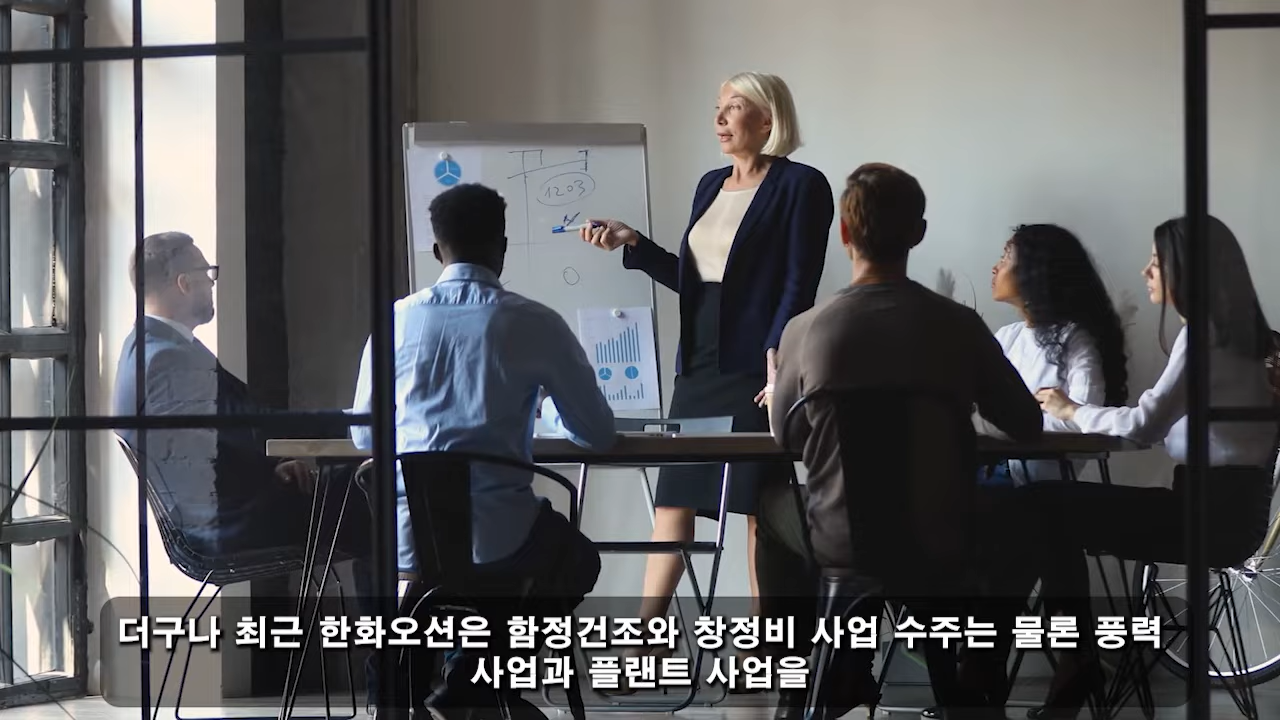 1203
더구나 최근 한화오션은 함정건조와 창정비 사업 수주는 물론 풍력
사업과 플랜트 사업을